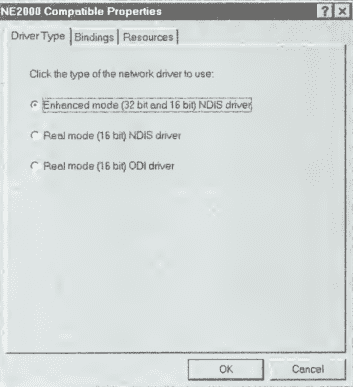 NE2000 Compatible Properties
Driver Type Bindings Resources
Click the type of the network driver to use:
Enhanced mode (32 bit and 16 bit) NDIS driver
Real mode (16 bit) NDIS driver
Real mode (16 bit) ODI driver
OK Cancel